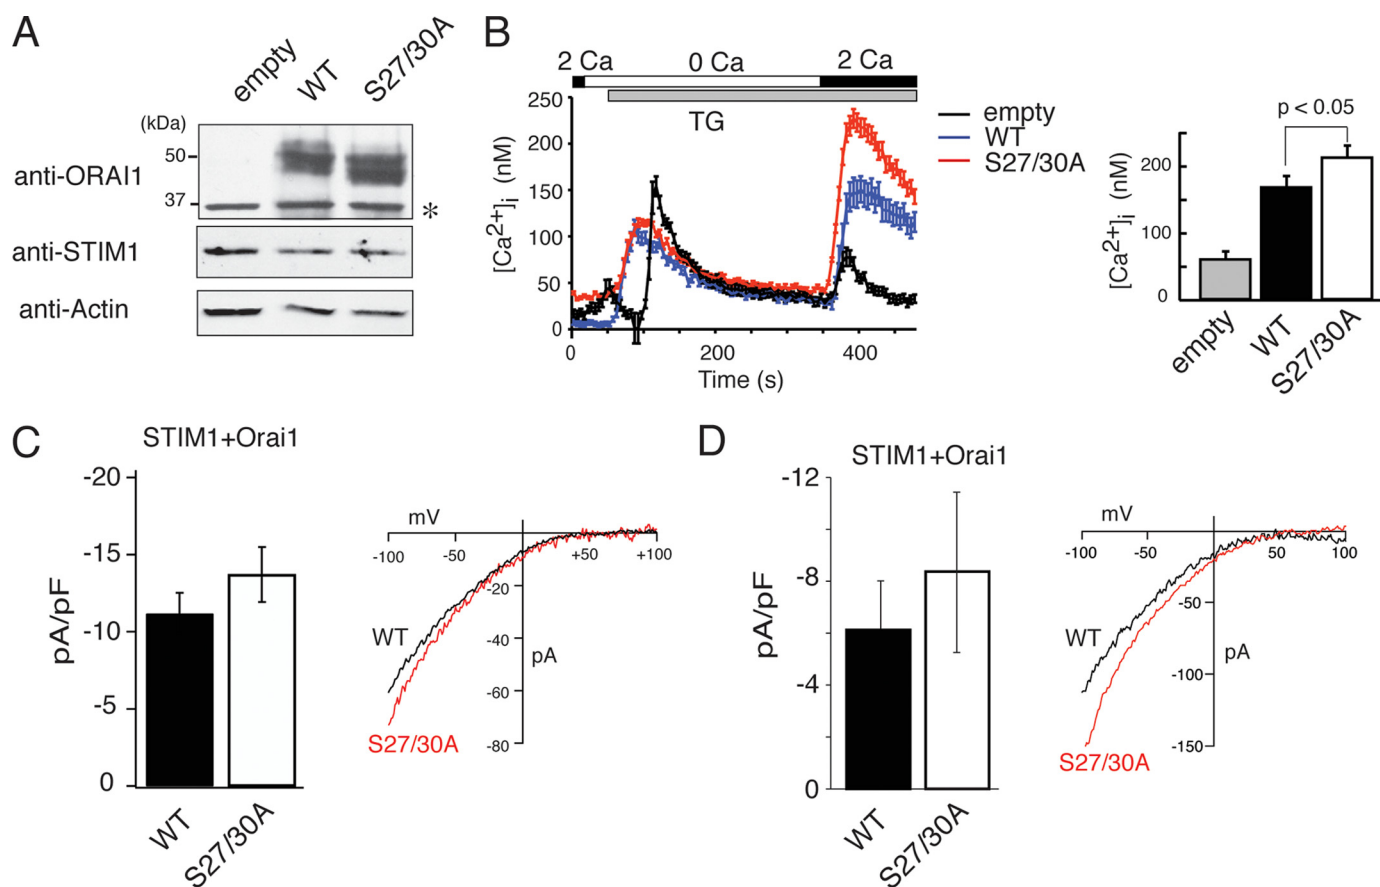 A
empty
WT
S27/30A
(kDa)
50
37
anti-ORAI1
*
anti-STIM1
anti-Actin
B
2 Ca
0 Ca
2 Ca
TG
250
200
150
100
50
0
[Ca2+]i (nM)
0
200
400
Time (s)
empty
WT
S27/30A
p < 0.05
200
100
0
[Ca2+]i (nM)
empty
WT
S27/30A
C
STIM1+Orai1
-20
-15
-10
-5
0
pA/pF
WT
S27/30A
mV
-100
-50
+50
+100
-20
-40
-60
-80
pA
WT
S27/30A
D
STIM1+Orai1
-12
-8
-4
0
pA/pF
WT
S27/30A
mV
-100
-50
50
100
-50
-100
-150
pA
WT
S27/30A